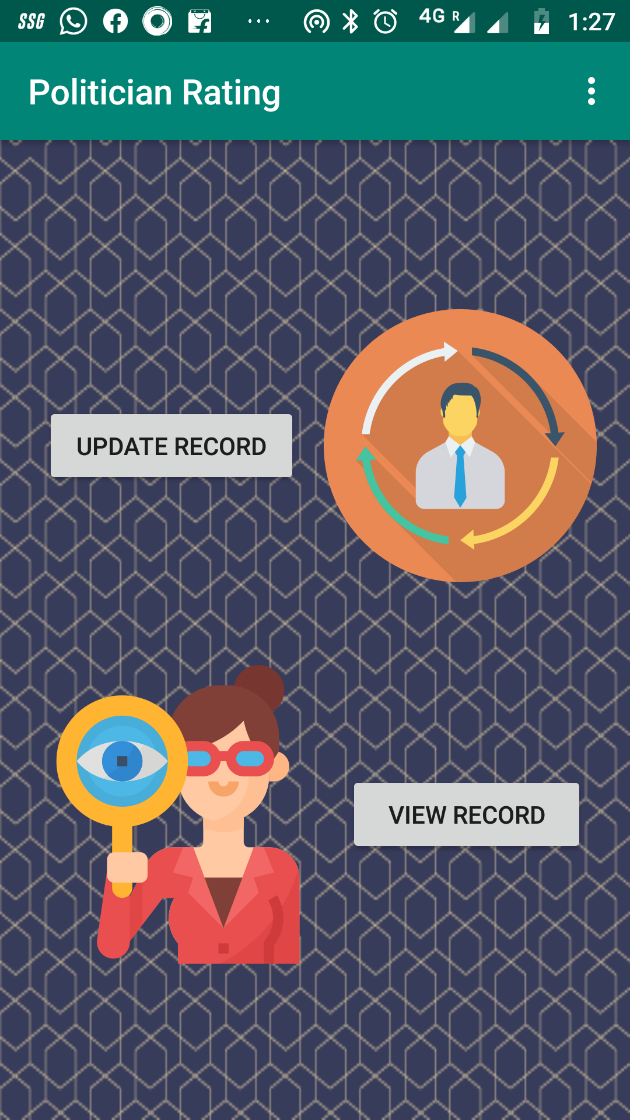 SSG 4G R 1:27
Politician Rating
UPDATE RECORD
VIEW RECORD